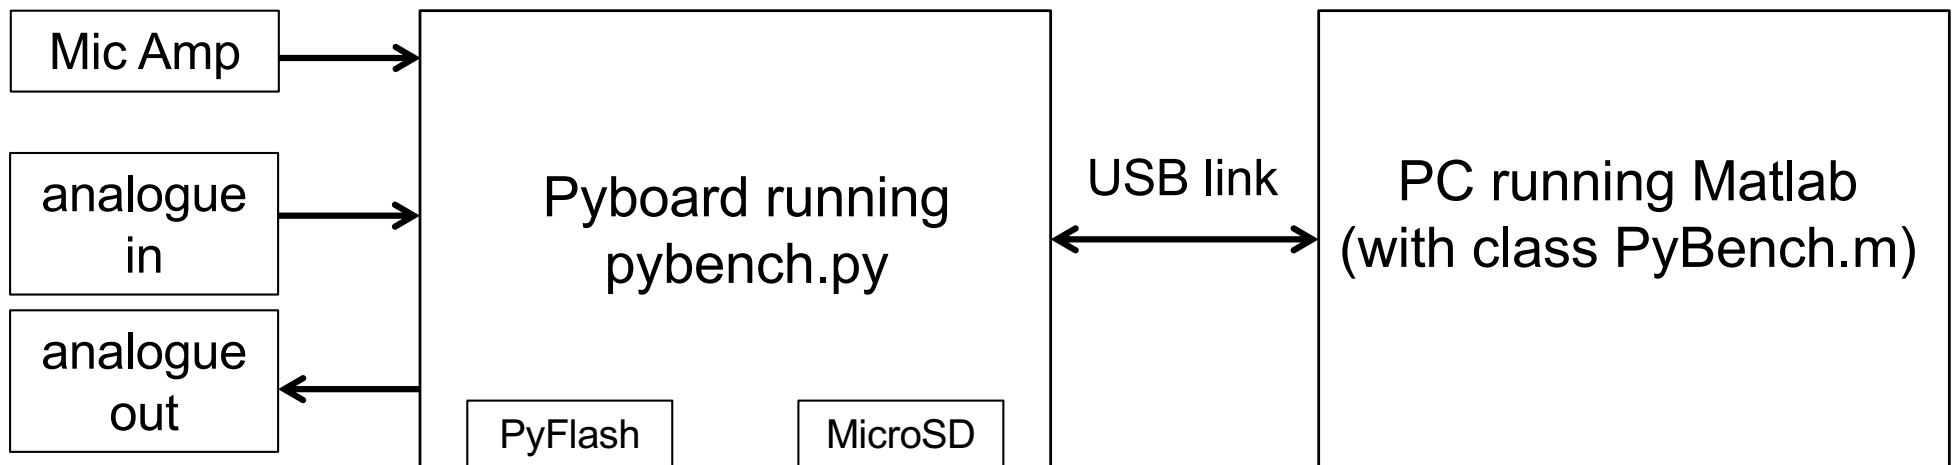 Mic Amp
analogue
in
analogue
out
Pyboard running
pybench.py
PyFlash
MicroSD
USB link
PC running Matlab
(with class PyBench.m)